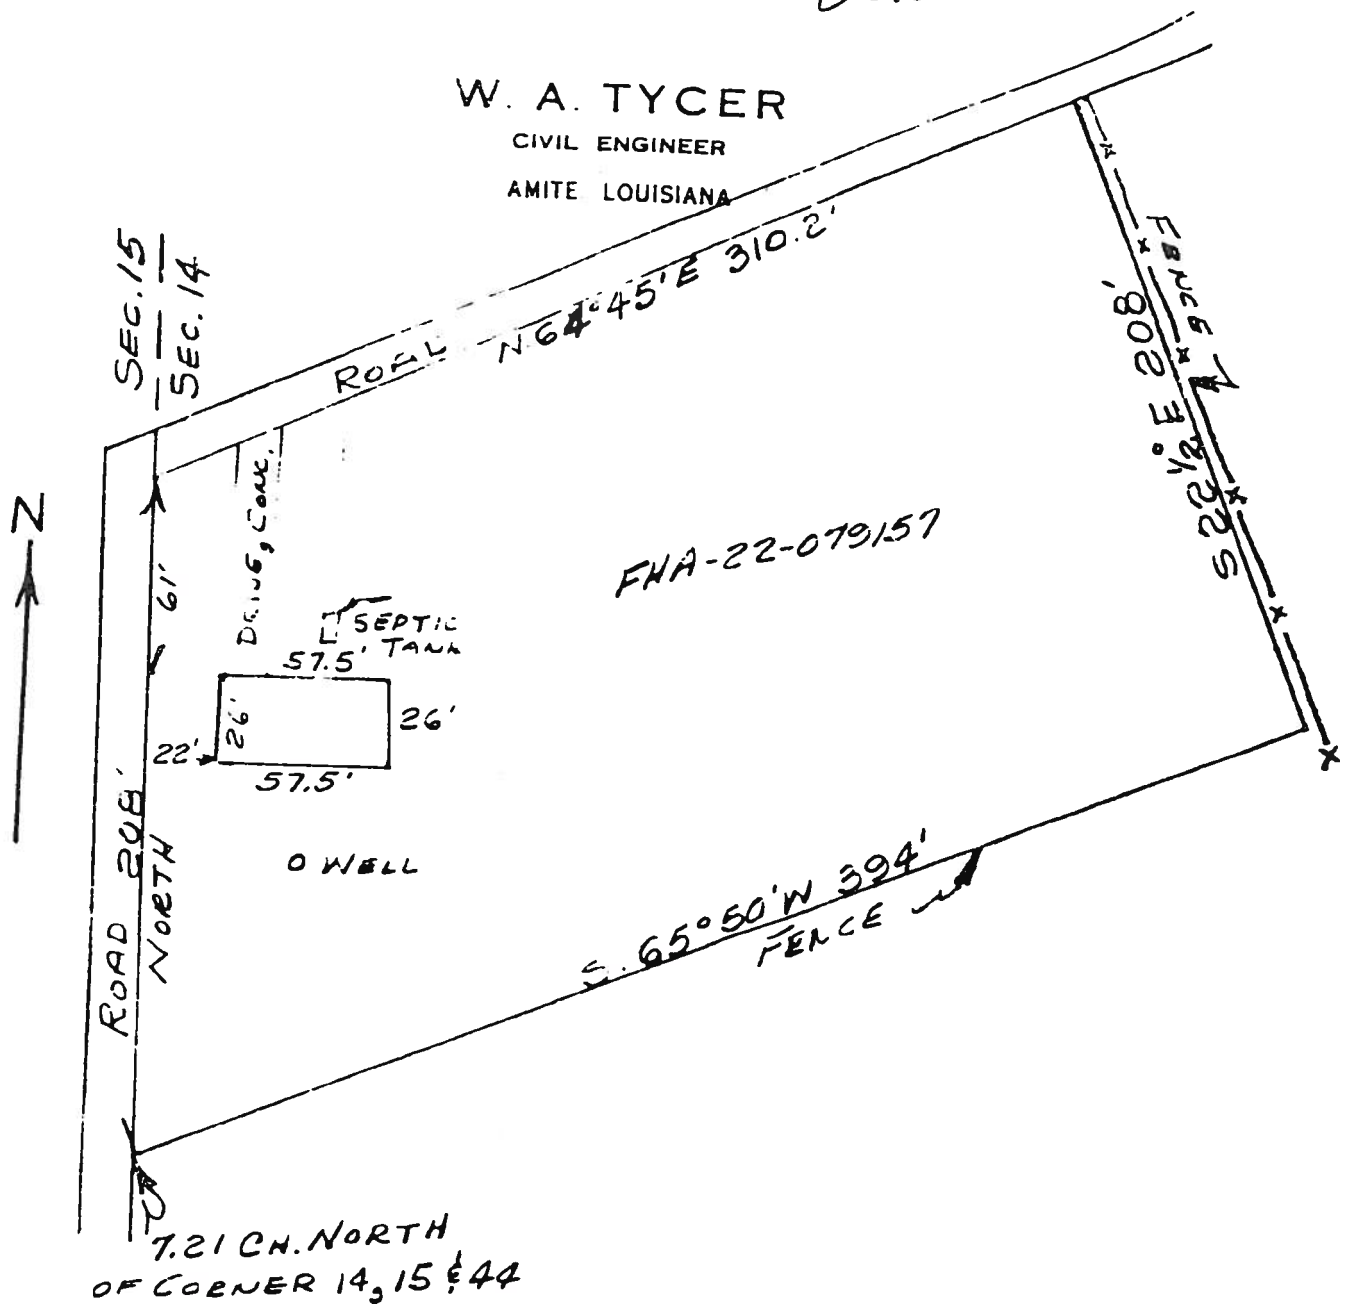 W. A. TYCER
CIVIL ENGINEER
AMITE LOUISIANA
SEC. 15
SEC. 14
ROAD
N 64°45'E 310.2'
FENCE
S 22½° E 208'
N
61'
CONC.
SEPTIC
TANK
57.5'
26'
26'
22'
57.5'
FHA-22-079157
O WELL
ROAD 208'
NORTH
S. 65°50'W 394'
FENCE
7.21 CH. NORTH
OF CORNER 14, 15 & 44